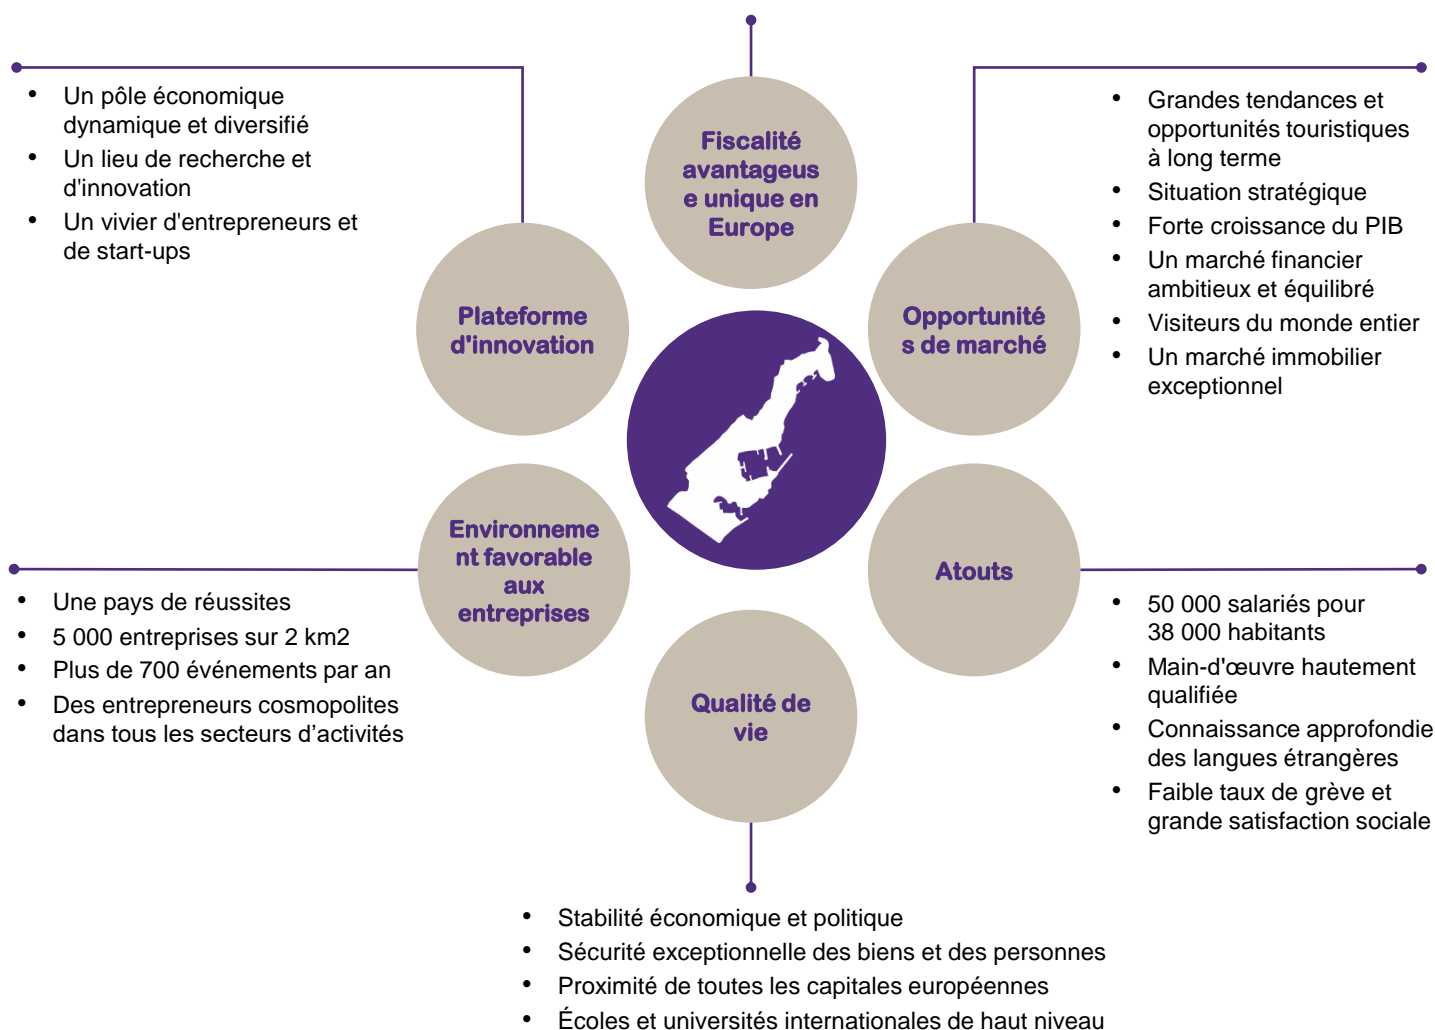 • Un pôle économique
dynamique et diversifié
• Un lieu de recherche et
d'innovation
• Un vivier d'entrepreneurs et
de start-ups
Fiscalité
avantageus
e unique en
Europe
• Grandes tendances et
opportunités touristiques
à long terme
• Situation stratégique
• Forte croissance du PIB
• Un marché financier
ambitieux et équilibré
• Visiteurs du monde entier
• Un marché immobilier
exceptionnel
Plateforme
d'innovation
Opportunité
s de marché
Environneme
nt favorable
aux
entreprises
Atouts
• Une pays de réussites
• 5 000 entreprises sur 2 km2
• Plus de 700 événements par an
• Des entrepreneurs cosmopolites
dans tous les secteurs d’activités
• 50 000 salariés pour
38 000 habitants
• Main-d'œuvre hautement
qualifiée
• Connaissance approfondie
des langues étrangères
• Faible taux de grève et
grande satisfaction sociale
Qualité de
vie
• Stabilité économique et politique
• Sécurité exceptionnelle des biens et des personnes
• Proximité de toutes les capitales européennes
• Écoles et universités internationales de haut niveau